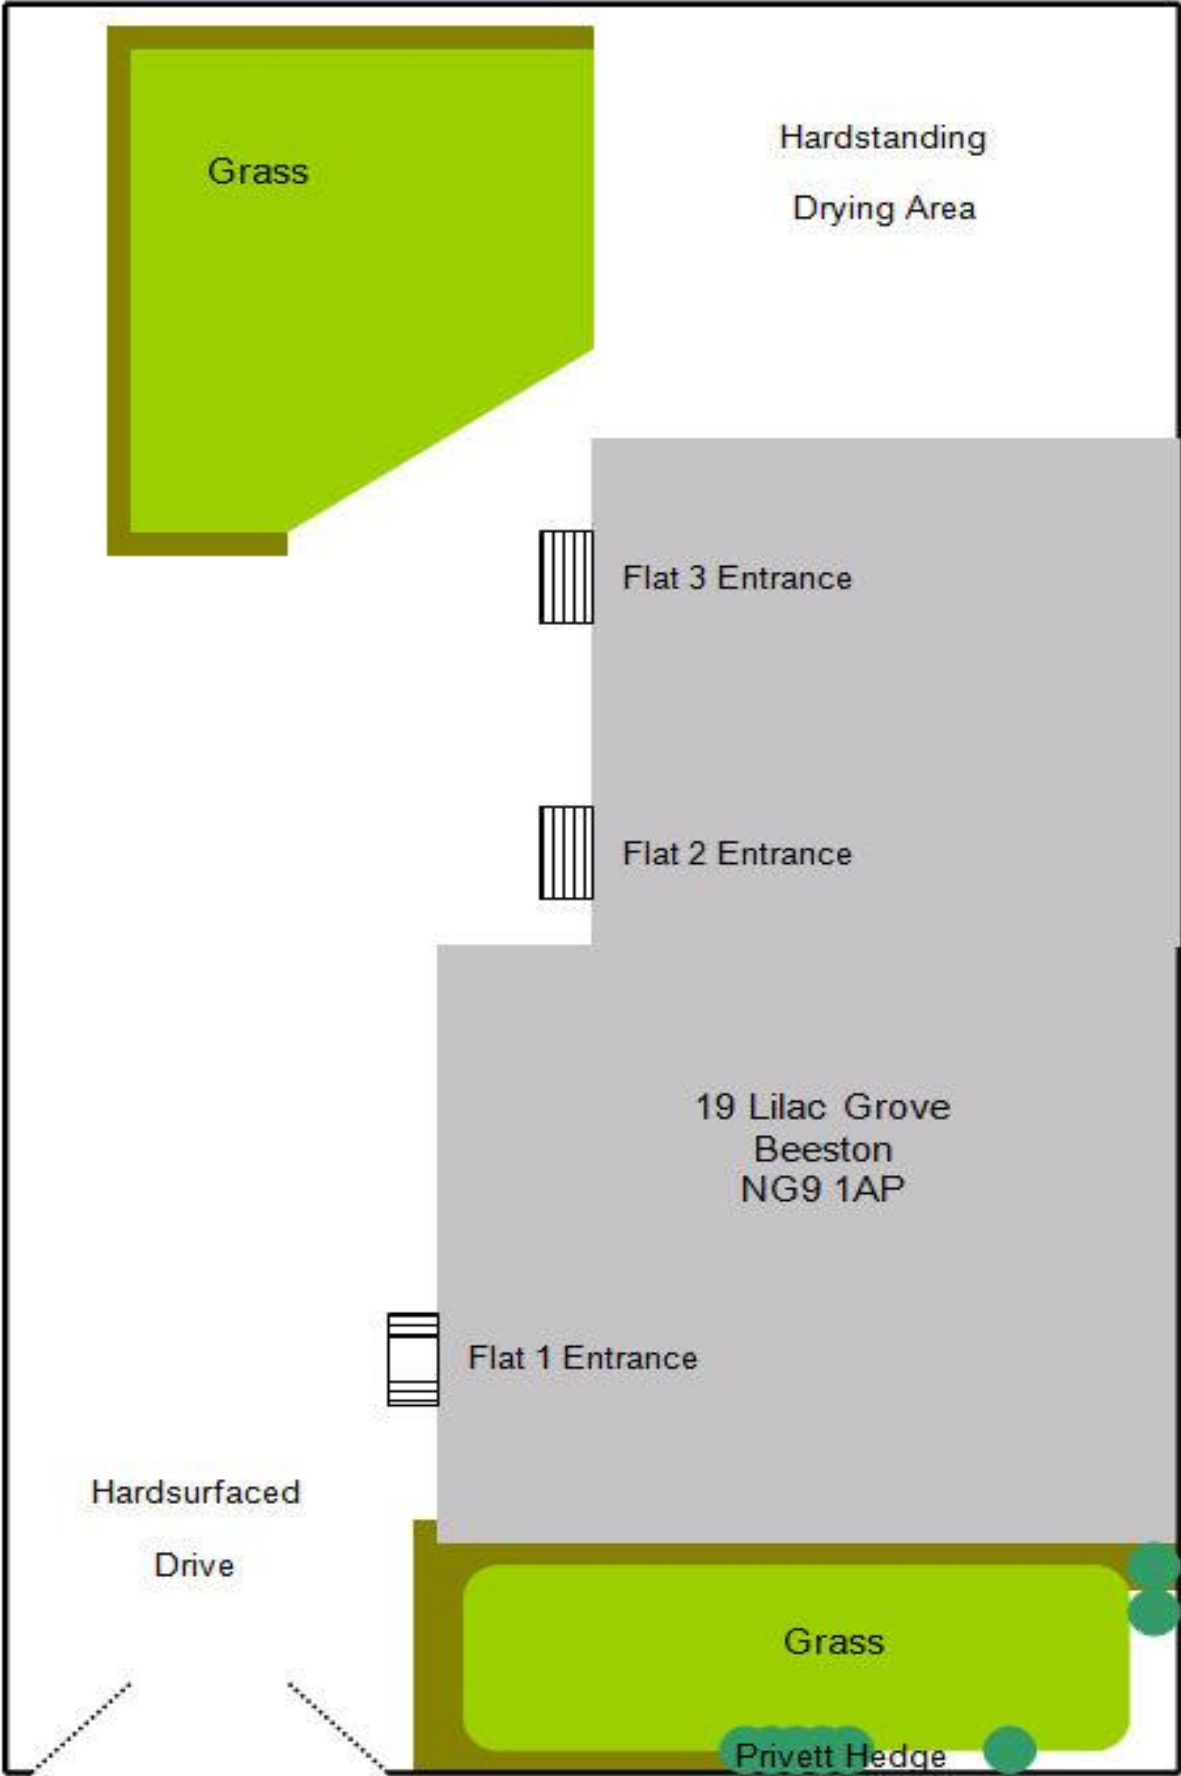 Grass
Hardstanding
Drying Area
Flat 3 Entrance
Flat 2 Entrance
19 Lilac Grove
Beeston
NG9 1AP
Flat 1 Entrance
Hardsurfaced
Drive
Grass
Privett Hedge